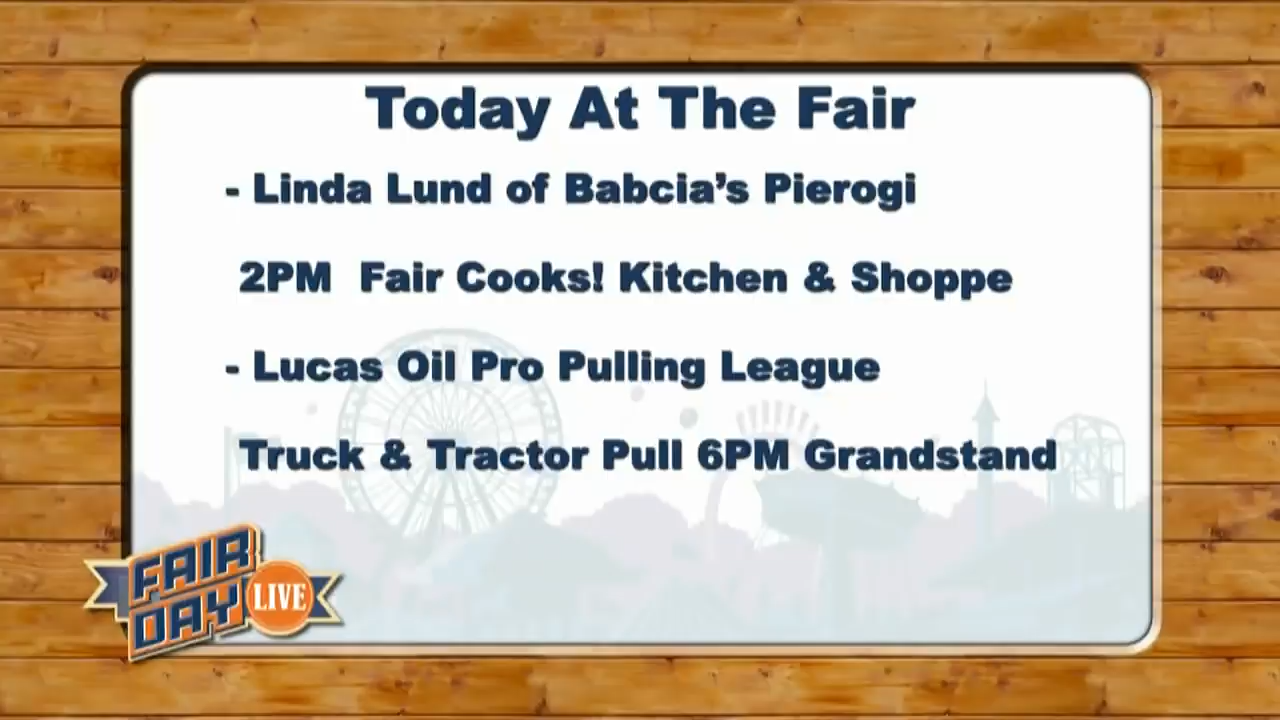 Today At The Fair
- Linda Lund of Babcia’s Pierogi
2PM  Fair Cooks! Kitchen & Shoppe
- Lucas Oil Pro Pulling League
Truck & Tractor Pull 6PM Grandstand
FAIR
DAY
LIVE